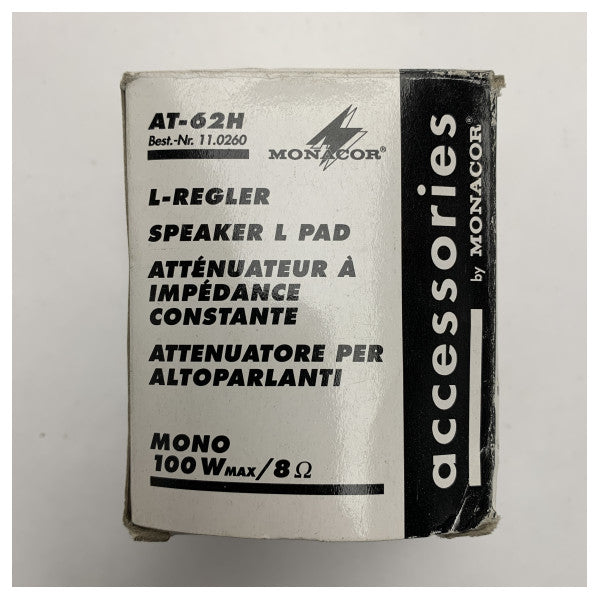 AT-62H
Best.-Nr. 11.0260
MONACOR®
L-REGLER
SPEAKER L PAD
ATTÉNUATEUR À
IMPÉDANCE
CONSTANTE
ATTENUATORE PER
ALTOPARLANTI
MONO
100 WMAX/8 Ω
accessories
by MONACOR®